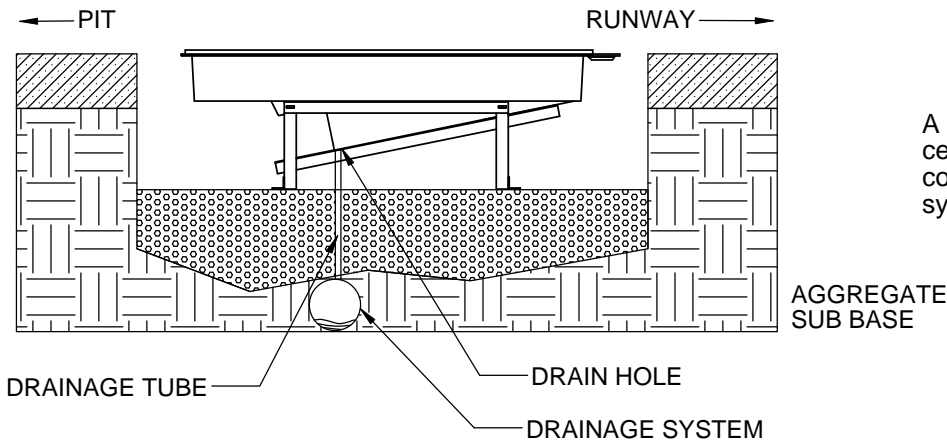 PIT
RUNWAY
A
ce
co
sy
AGGREGATE
SUB BASE
DRAINAGE TUBE
DRAIN HOLE
DRAINAGE SYSTEM